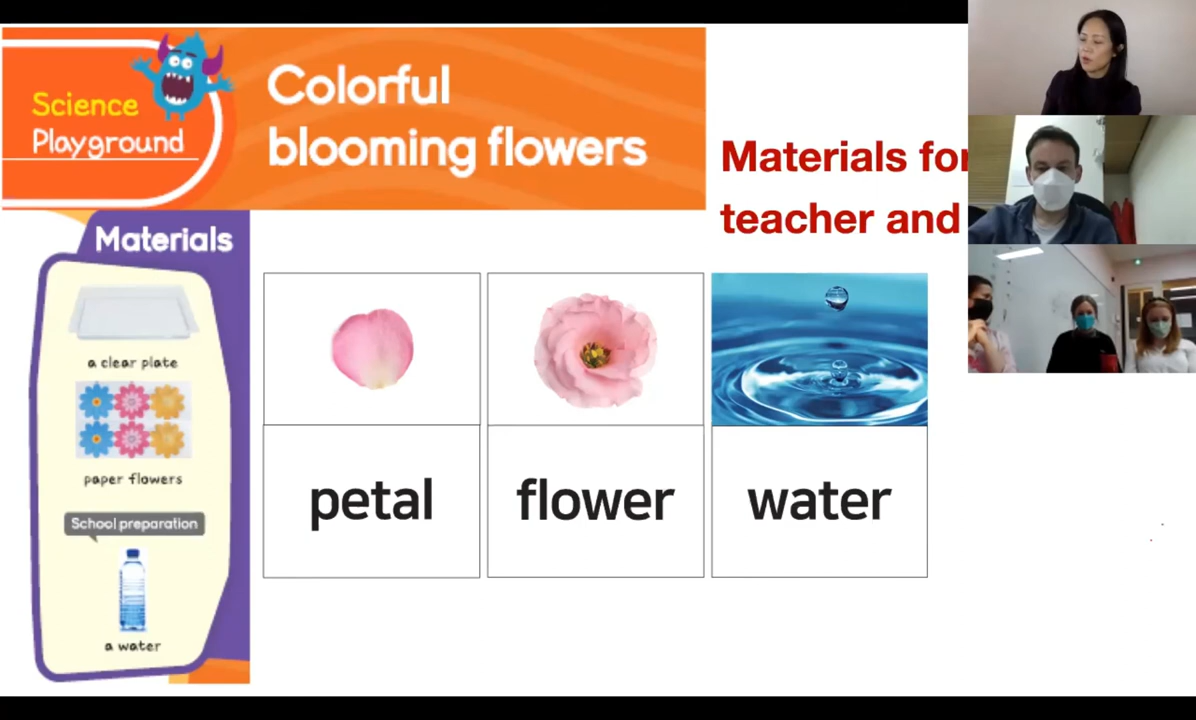 Science
Playground
Colorful
blooming flowers
Materials for
teacher and
Materials
a clear plate
paper flowers
School preparation
a water
petal
flower
water